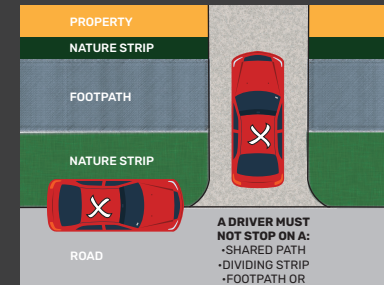 PROPERTY
NATURE STRIP
FOOTPATH
NATURE STRIP
ROAD
A DRIVER MUST
NOT STOP ON A:
•SHARED PATH
•DIVIDING STRIP
•FOOTPATH OR